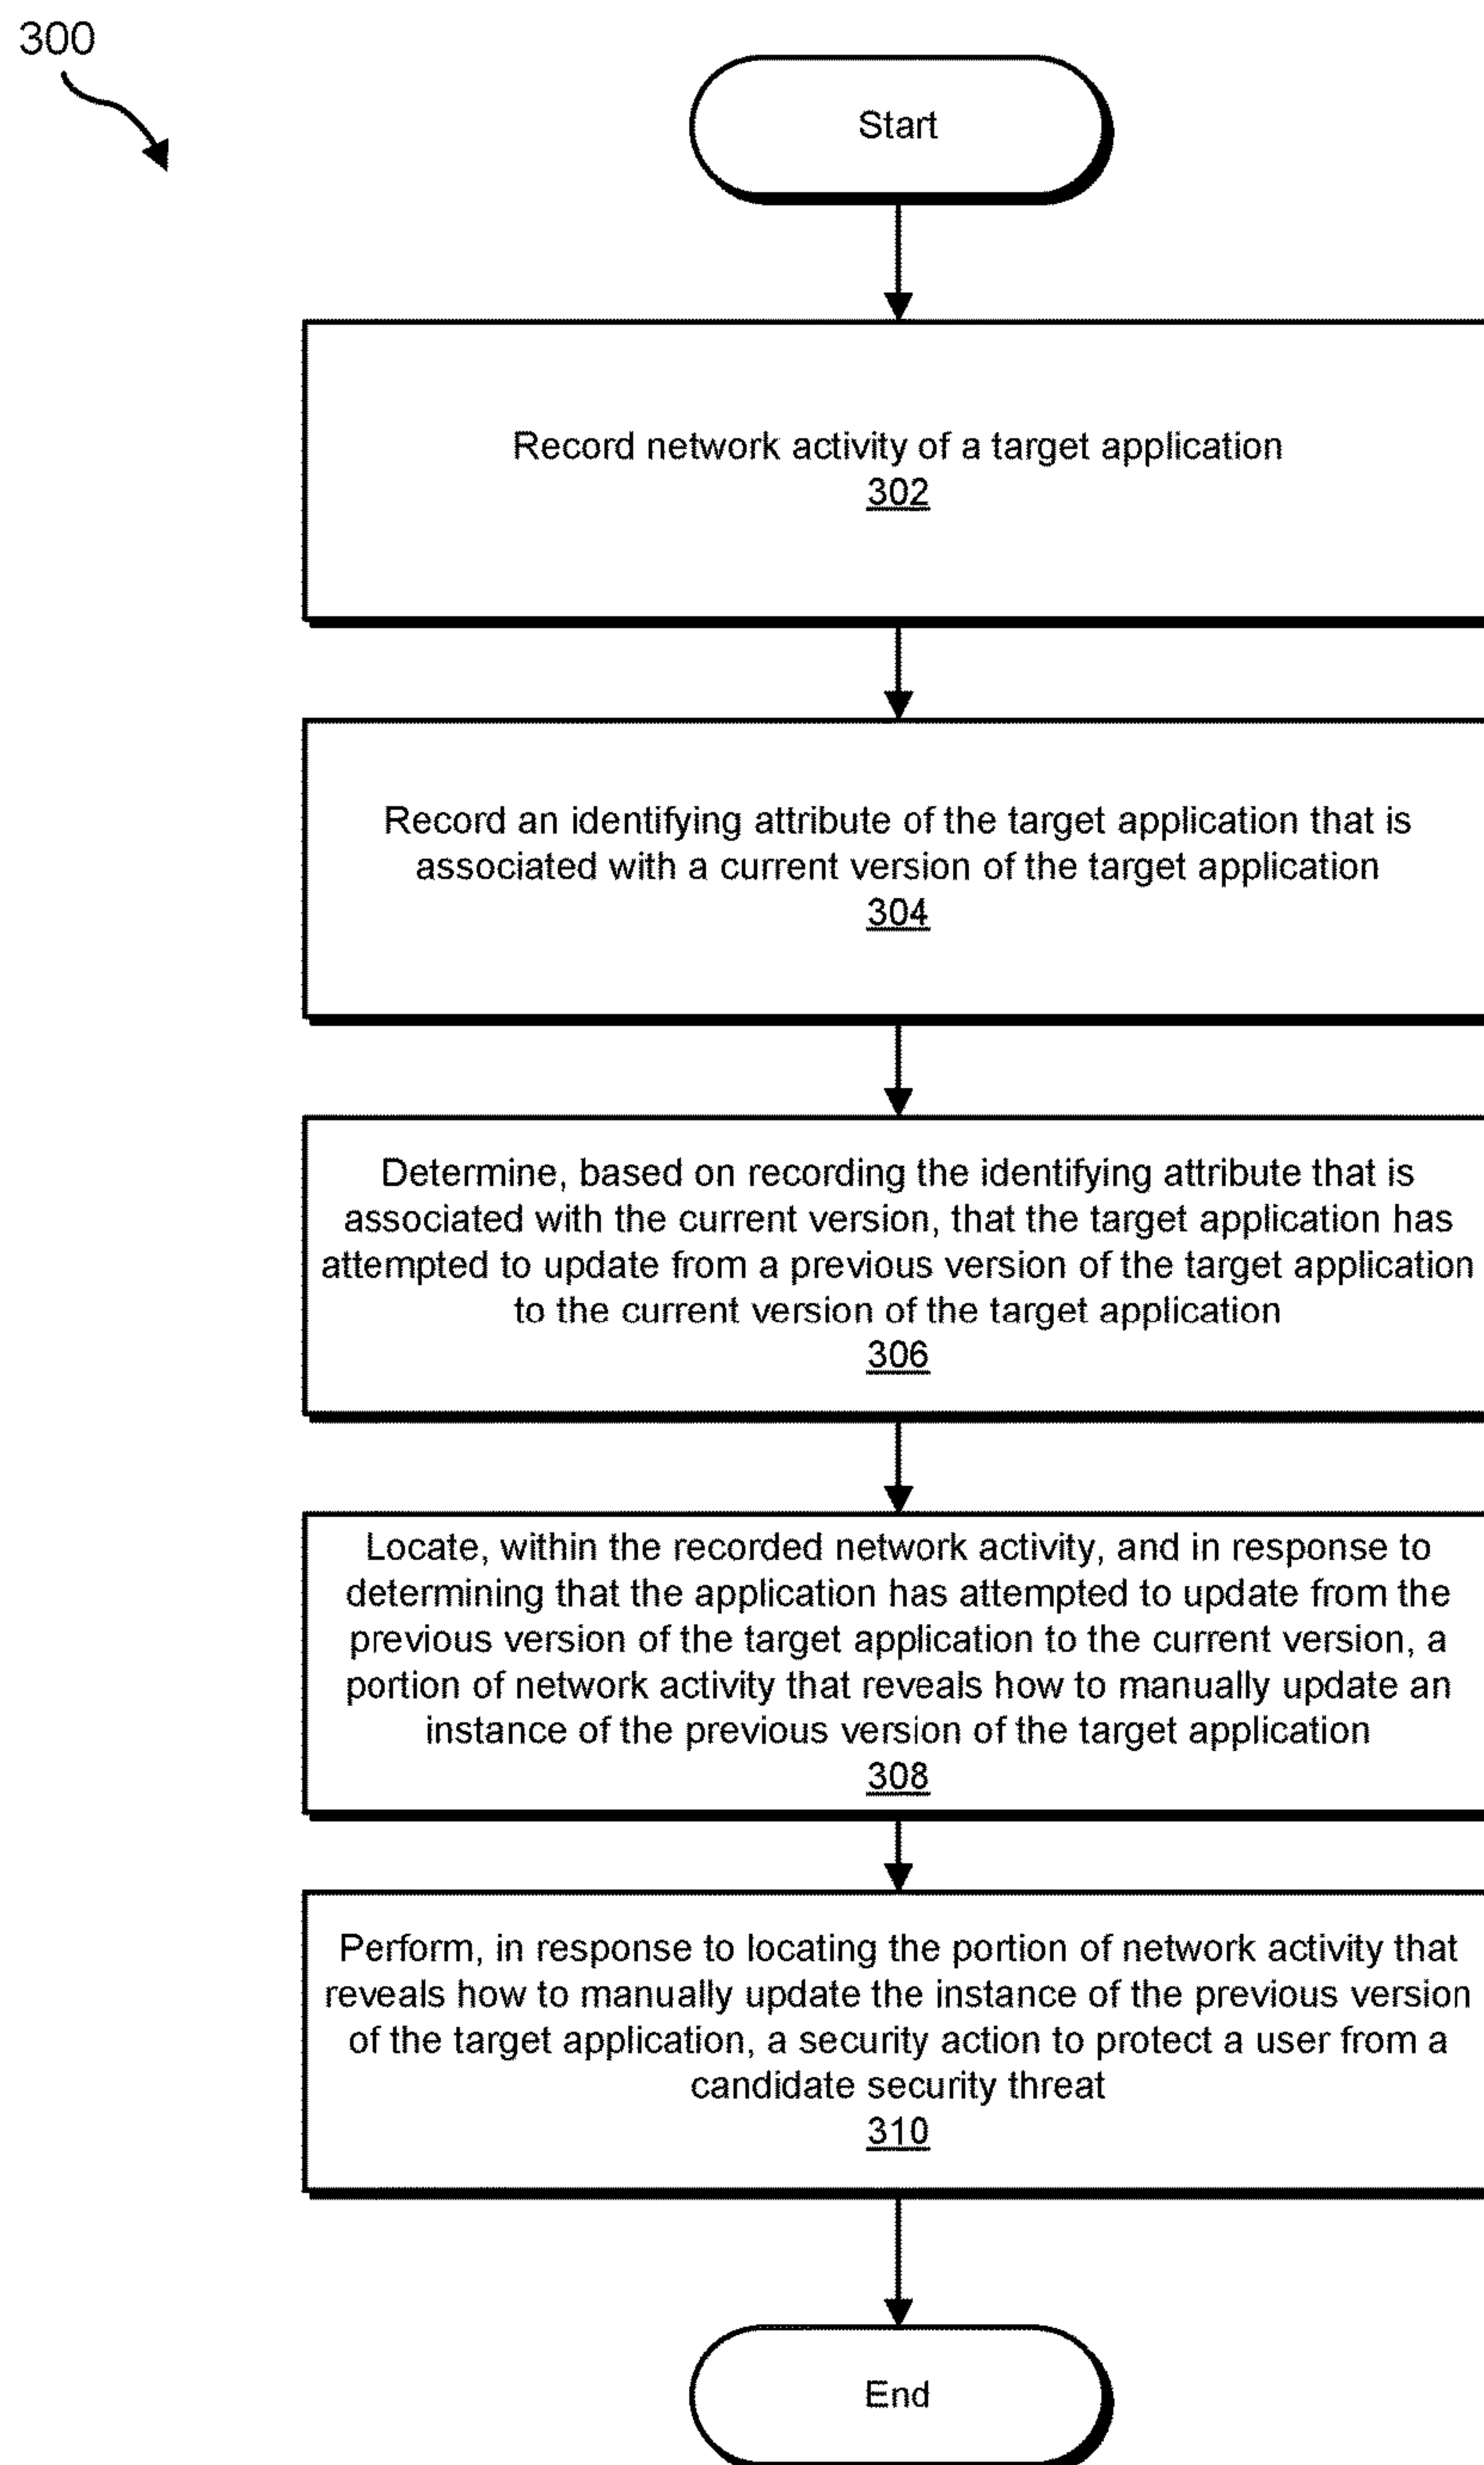 300
Start
Record network activity of a target application
302
Record an identifying attribute of the target application that is
associated with a current version of the target application
304
Determine, based on recording the identifying attribute that is
associated with the current version, that the target application has
attempted to update from a previous version of the target application
to the current version of the target application
306
Locate, within the recorded network activity, and in response to
determining that the application has attempted to update from the
previous version of the target application to the current version, a
portion of network activity that reveals how to manually update an
instance of the previous version of the target application
308
Perform, in response to locating the portion of network activity that
reveals how to manually update the instance of the previous version
of the target application, a security action to protect a user from a
candidate security threat
310
End